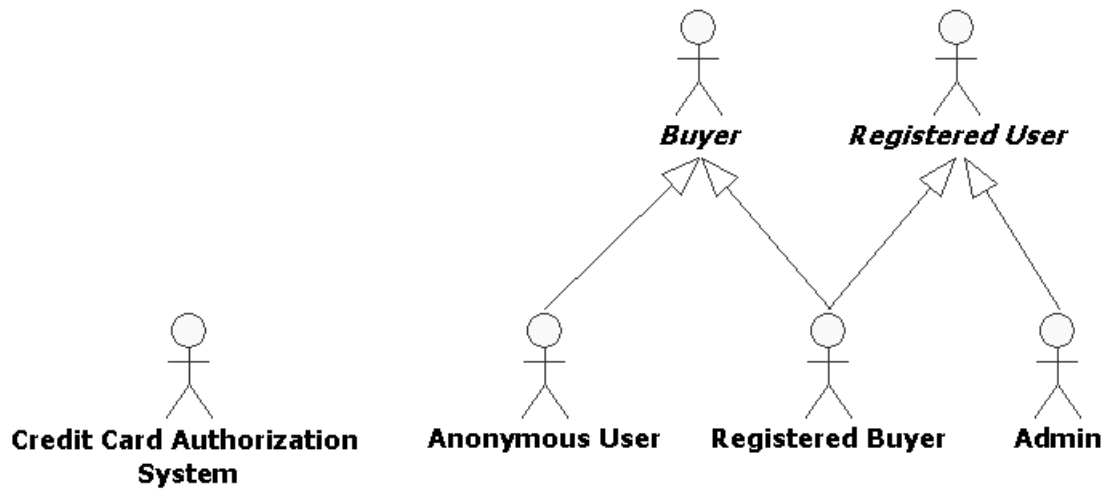 Buyer
Registered User
Credit Card Authorization
System
Anonymous User
Registered Buyer
Admin